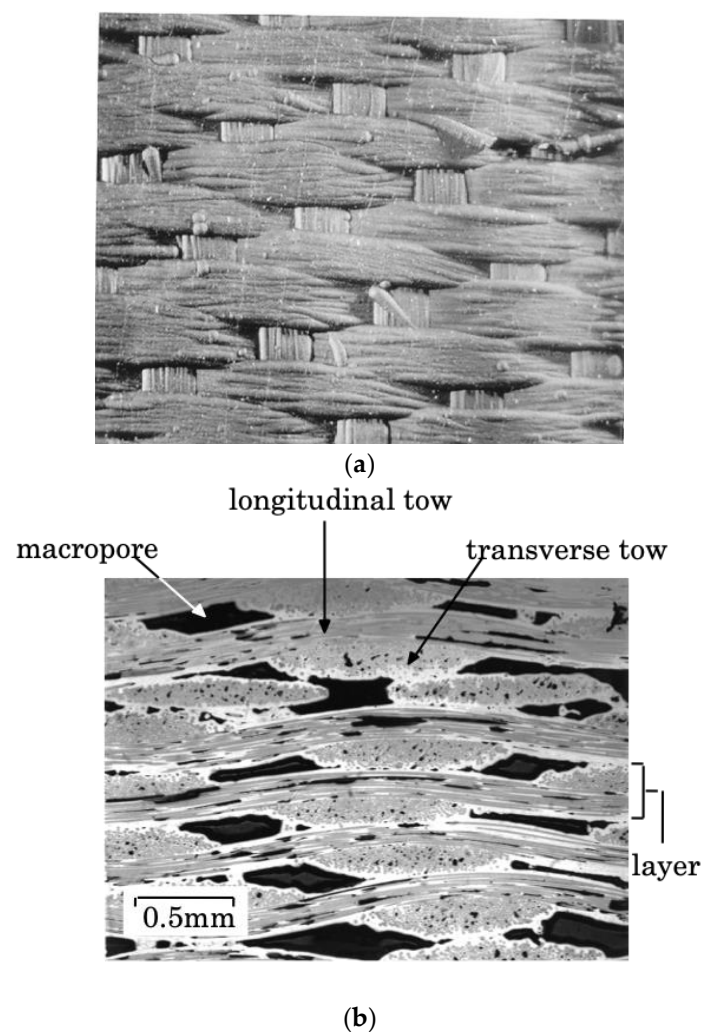 (a)
longitudinal tow
macropore
transverse tow
layer
0.5mm
(b)